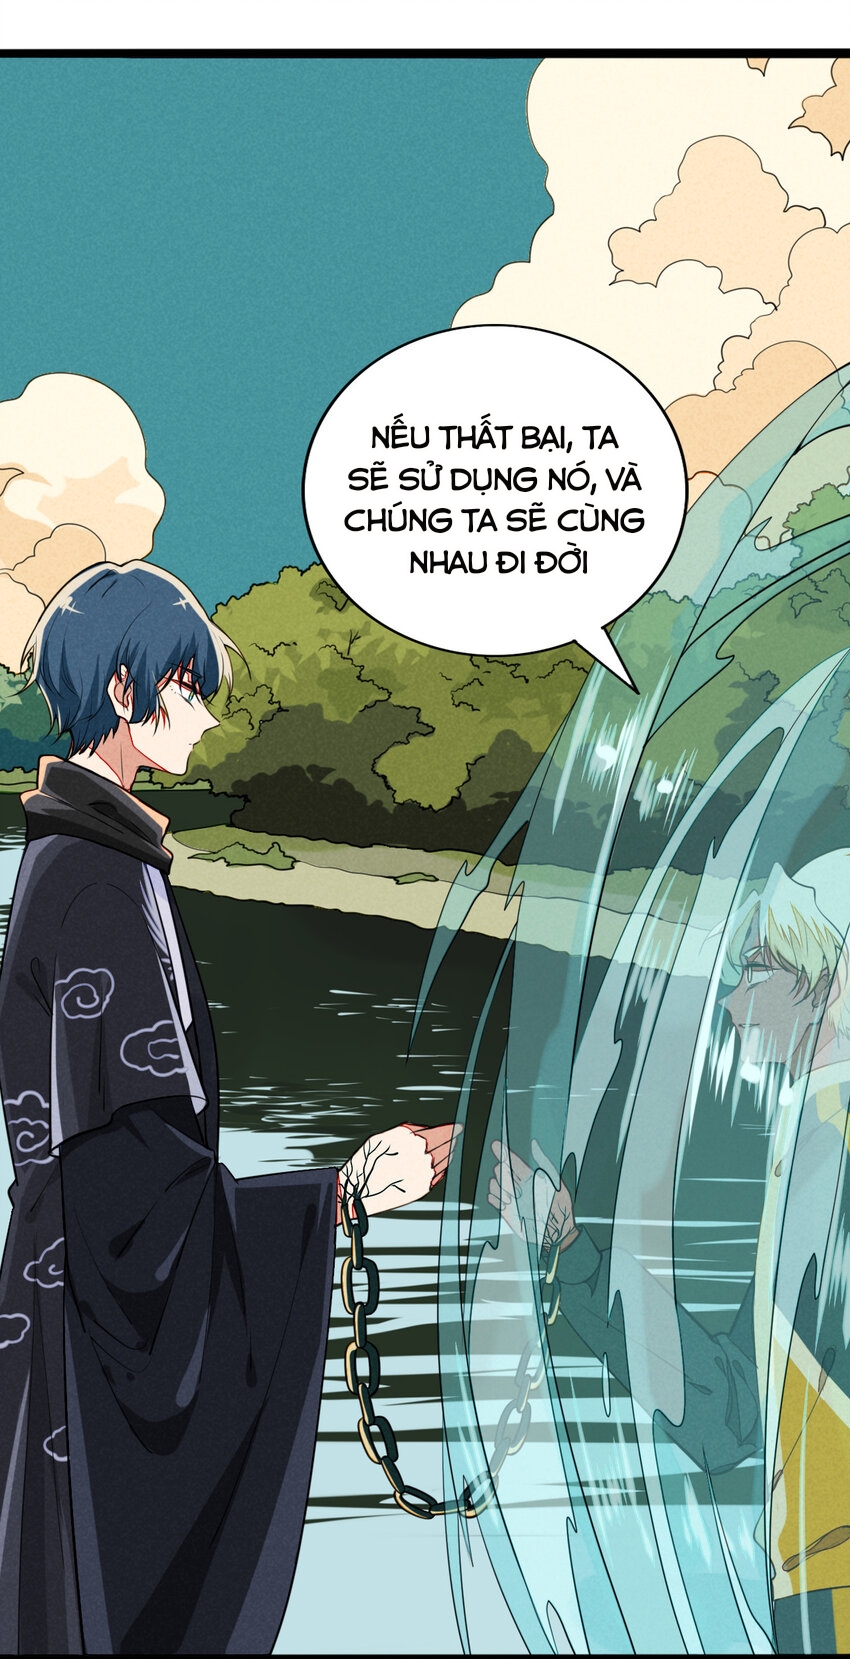 NẾU THẤT BẠI, TA
SẼ SỬ DỤNG NÓ, VÀ
CHÚNG TA SẼ CÙNG
NHAU ĐI ĐỜI